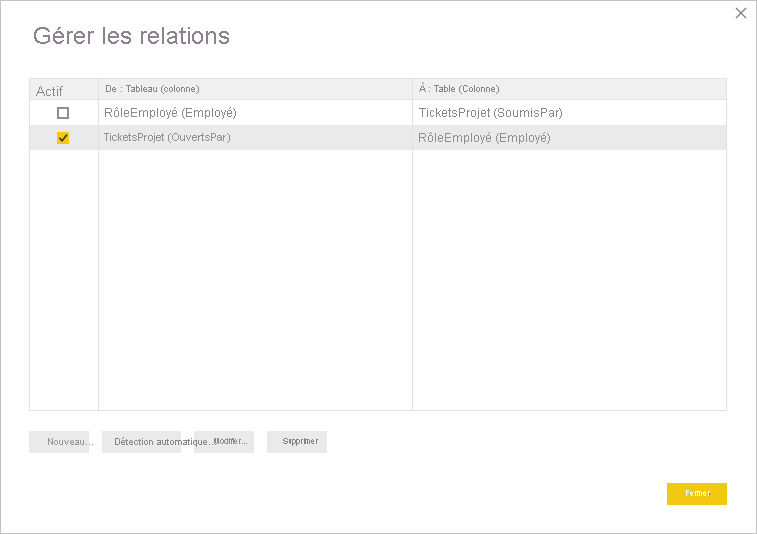 Gérer les relations
Actif
De : Tableau (colonne)
À : Table (Colonne)
RôleEmployé (Employé)
TicketsProjet (SoumisPar)
TicketsProjet (OuvertsPar)
RôleEmployé (Employé)
Nouveau...
Détection automatique...
Modifier...
Supprimer
Fermer